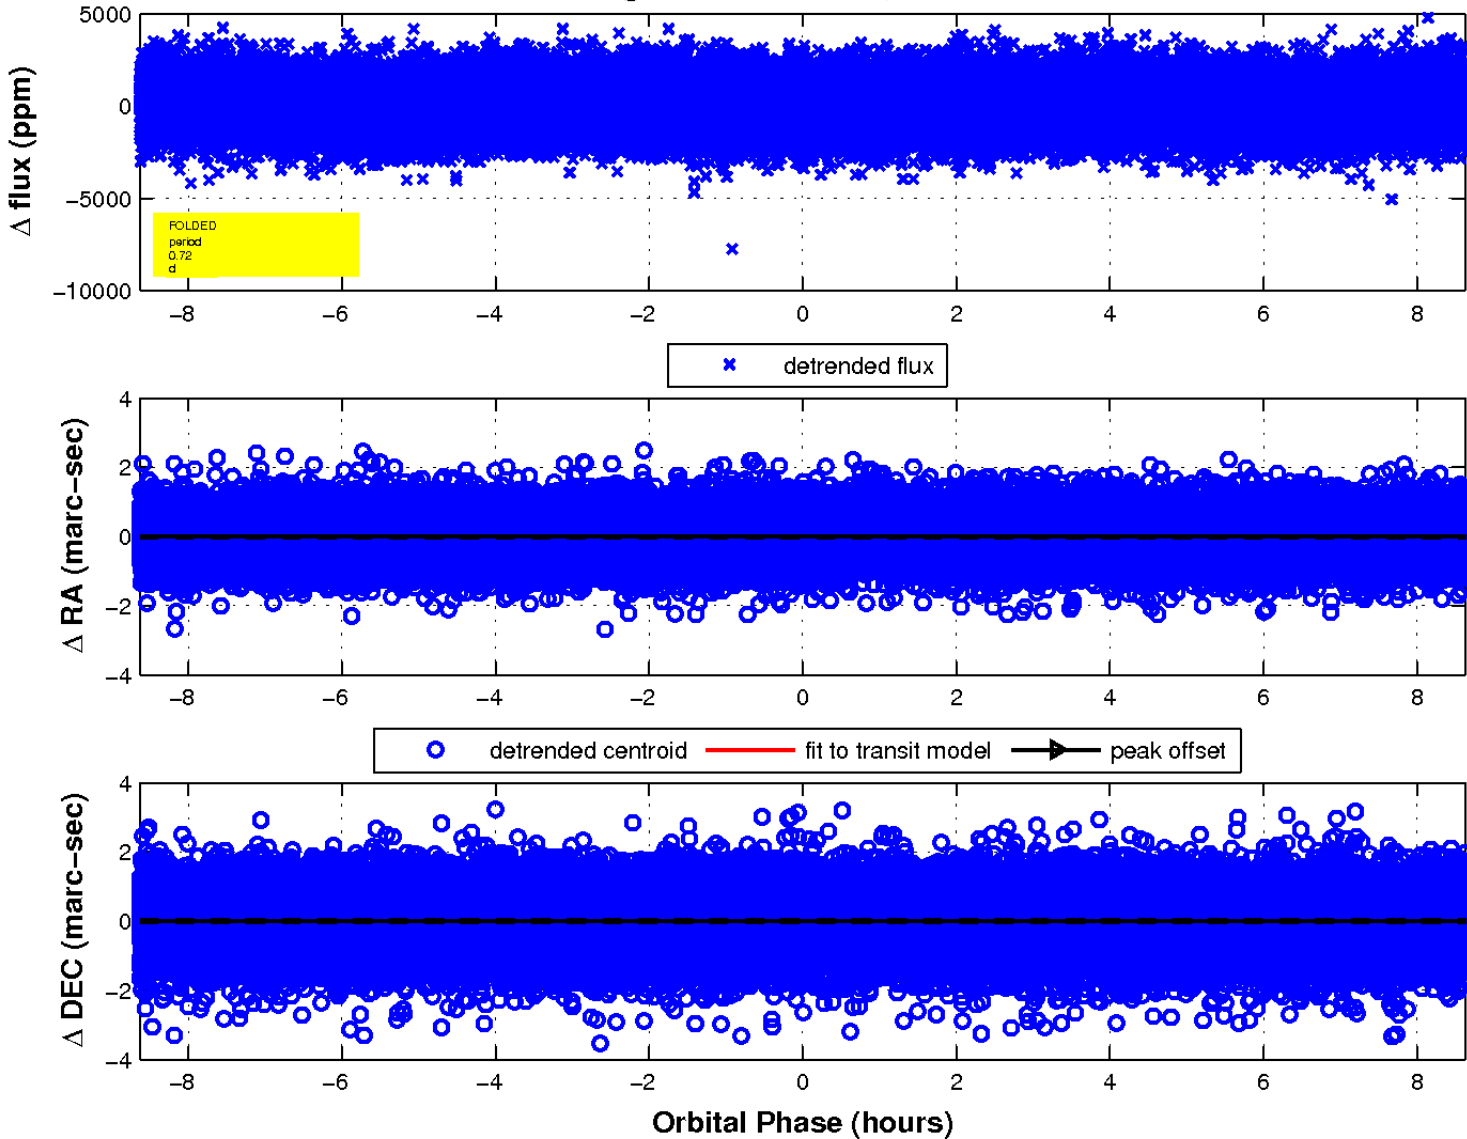 5000
0
−5000
−10000
Δ flux (ppm)
FOLDED
period
0.72
d
−8 −6 −4 −2 0 2 4 6 8
detrended flux
4
2
0
−2
−4
Δ RA (marc−sec)
−8 −6 −4 −2 0 2 4 6 8
detrended centroid fit to transit model peak offset
4
2
0
−2
−4
Δ DEC (marc−sec)
−8 −6 −4 −2 0 2 4 6 8
Orbital Phase (hours)